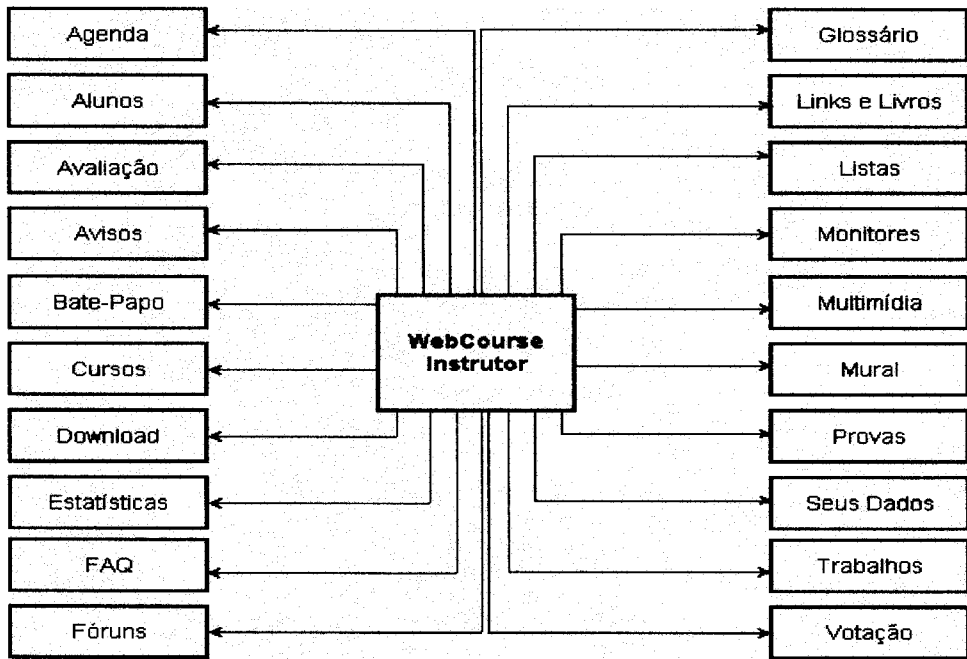 Agenda
Alunos
Avaliação
Avisos
Bate-Papo
Cursos
Download
Estatísticas
FAQ
Fóruns
WebCourse
Instrutor
Glossário
Links e Livros
Listas
Monitores
Multimídia
Mural
Provas
Seus Dados
Trabalhos
Votação